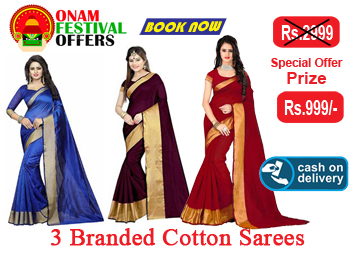 ONAM
FESTIVAL
OFFERS
BOOK NOW
Rs.2999
Special Offer
Prize
Rs.999/-
cash on
delivery
3 Branded Cotton Sarees